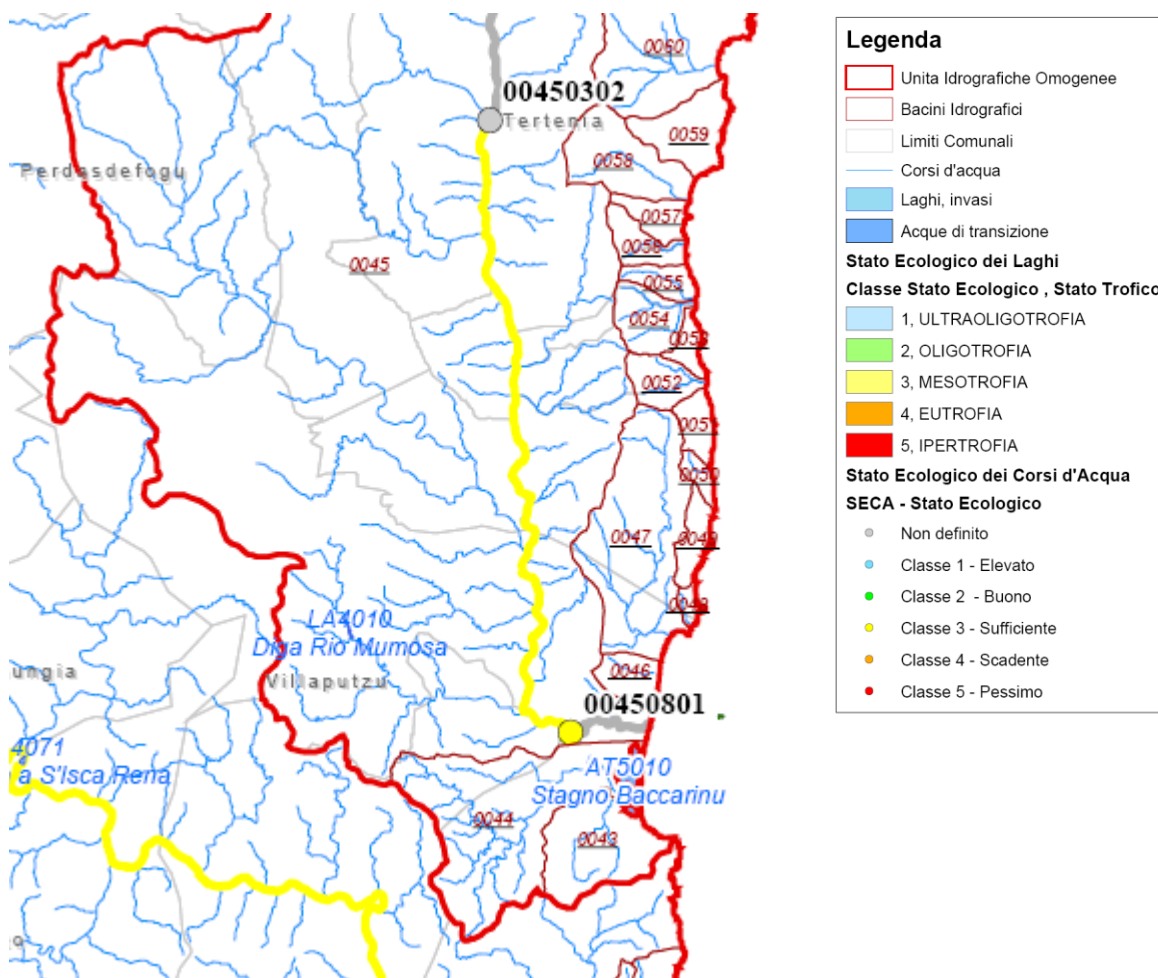 0060
00450302
Tertenia
0059
0058
Perdasdefogu
0057
0056
0045
0055
0054
0053
0052
0051
0050
0047
0049
0048
LA4010
Diga Rio Mumosa
ungia
Villaputzu
0046
00450801
4071
a S'Isca Rena
AT5010
Stagno Baccarinu
0044
0043
Legenda
Unita Idrografiche Omogenee
Bacini Idrografici
Limiti Comunali
Corsi d'acqua
Laghi, invasi
Acque di transizione
Stato Ecologico dei Laghi
Classe Stato Ecologico , Stato Trofico
1, ULTRAOLIGOTROFIA
2, OLIGOTROFIA
3, MESOTROFIA
4, EUTROFIA
5, IPERTROFIA
Stato Ecologico dei Corsi d'Acqua
SECA - Stato Ecologico
Non definito
Classe 1 - Elevato
Classe 2 - Buono
Classe 3 - Sufficiente
Classe 4 - Scadente
Classe 5 - Pessimo